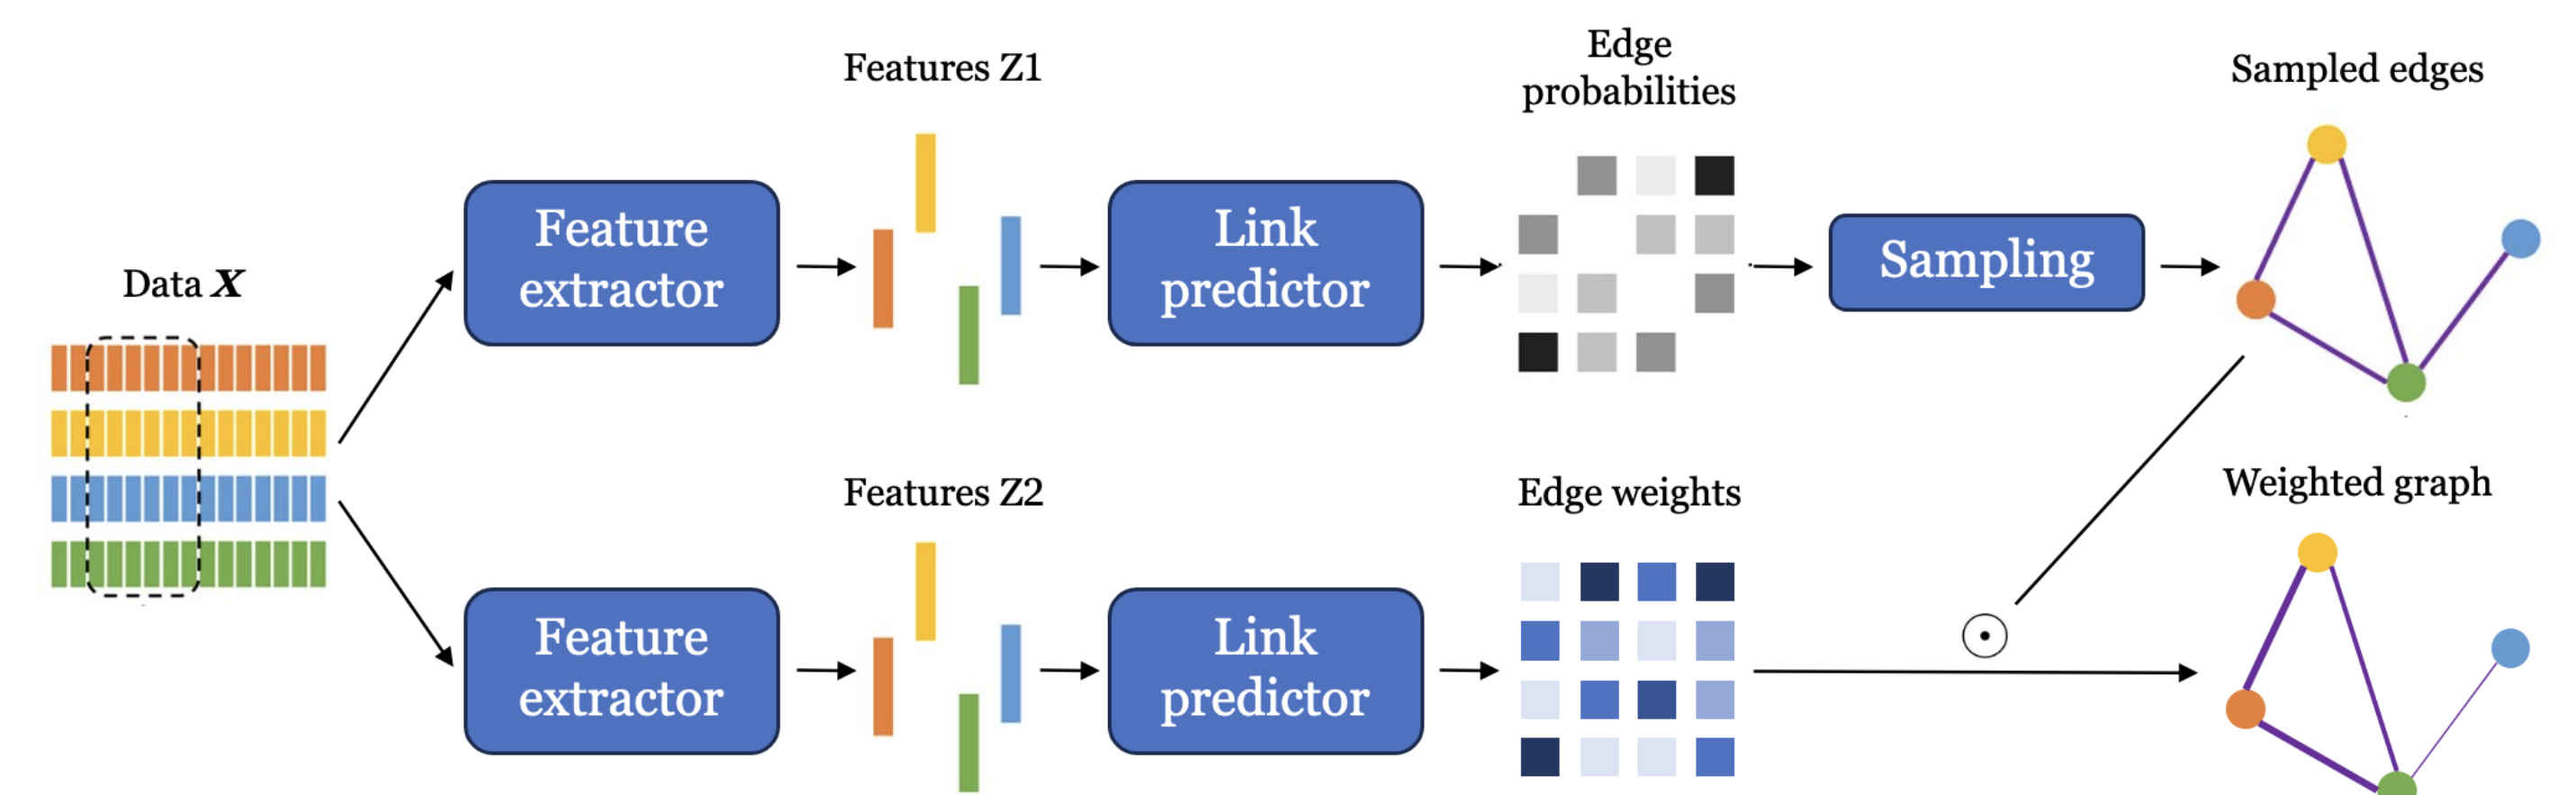 Data X
Feature
extractor
Features Z1
Link
predictor
Edge
probabilities
Sampling
Sampled edges
Feature
extractor
Features Z2
Link
predictor
Edge weights
Weighted graph